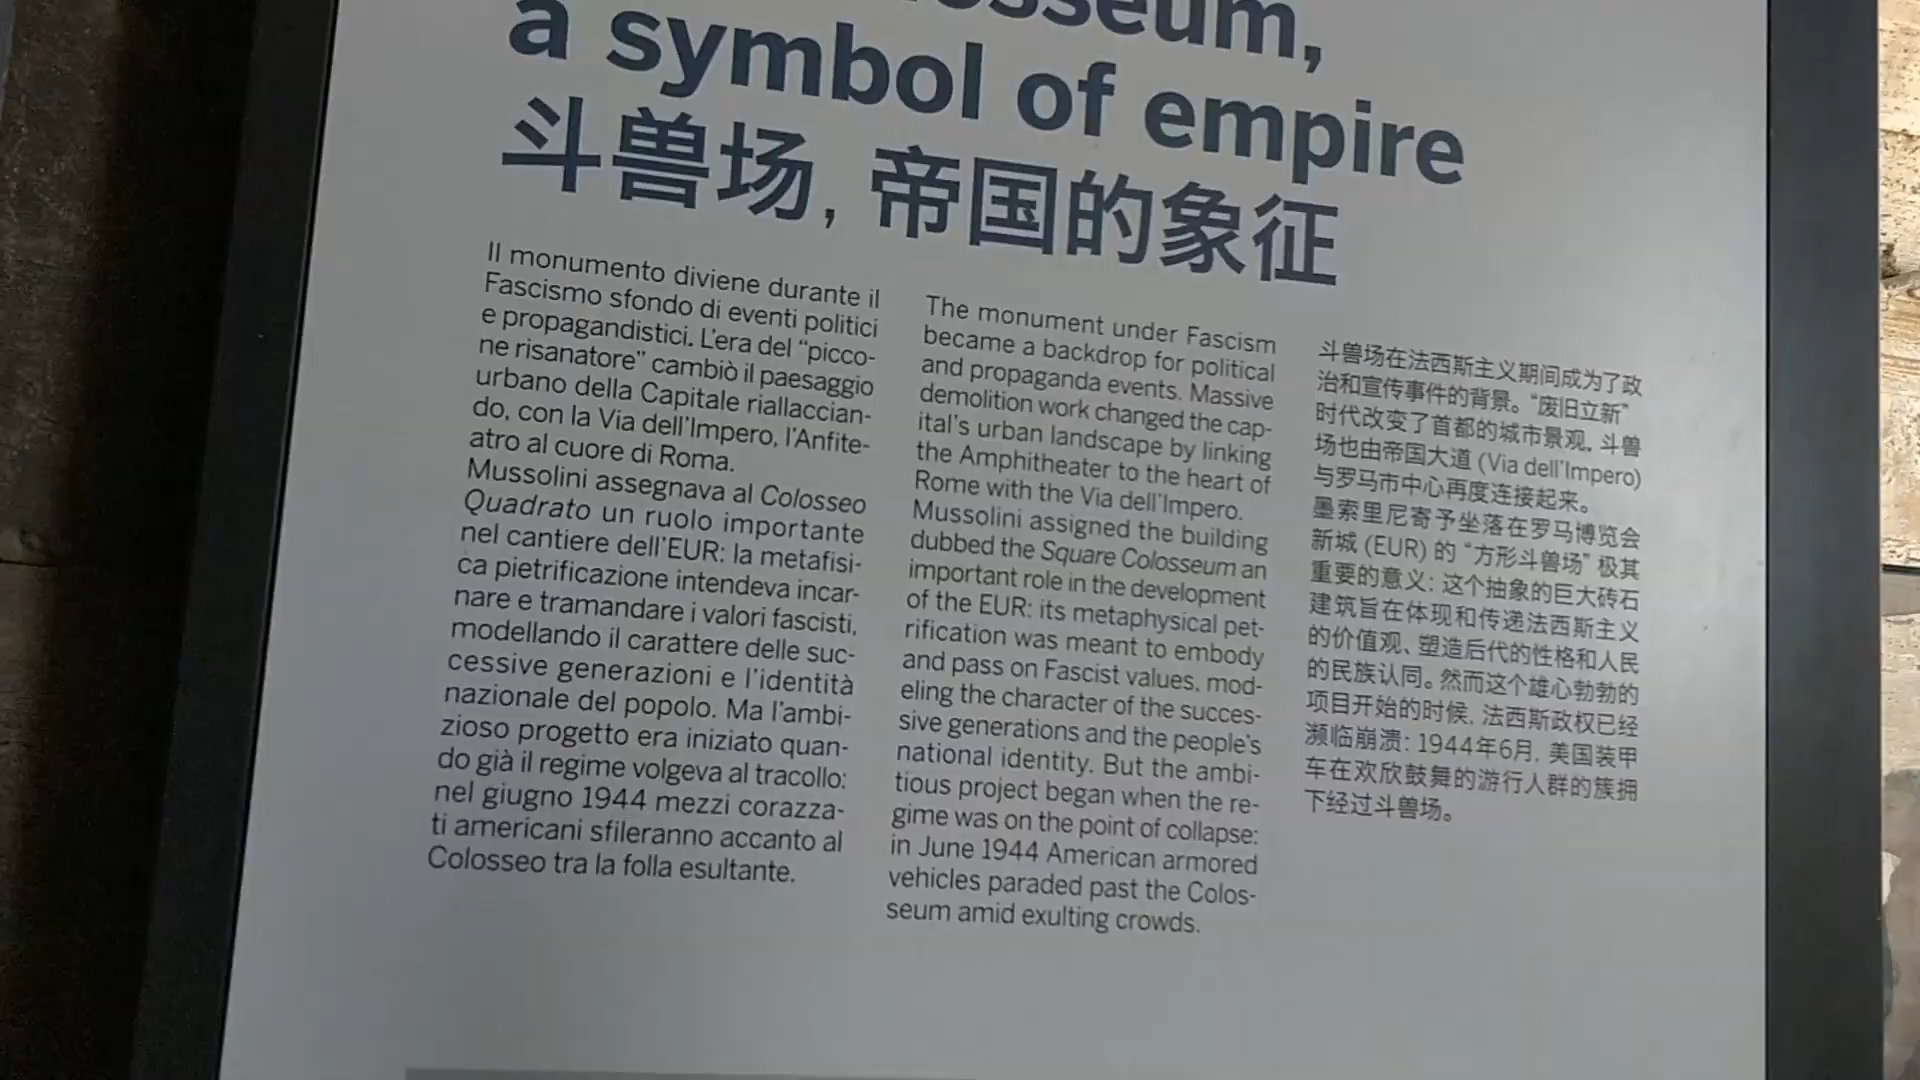 osseum,
a symbol of empire
斗兽场, 帝国的象征
Il monumento diviene durante il
Fascismo sfondo di eventi politici
e propagandistici. L'era del "picco-
ne risanatore" cambiò il paesaggio
urbano della Capitale riallaccian-
do, con la Via dell'Impero, l'Anfite-
atro al cuore di Roma.
Mussolini assegnava al Colosseo
Quadrato un ruolo importante
nel cantiere dell'EUR: la metafisi-
ca pietrificazione intendeva incar-
nare e tramandare i valori fascisti,
modellando il carattere delle suc-
cessive generazioni e l'identità
nazionale del popolo. Ma l'ambi-
zioso progetto era iniziato quan-
do già il regime volgeva al tracollo:
nel giugno 1944 mezzi corazza-
ti americani sfileranno accanto al
Colosseo tra la folla esultante.
The monument under Fascism
became a backdrop for political
and propaganda events. Massive
demolition work changed the cap-
ital's urban landscape by linking
the Amphitheater to the heart of
Rome with the Via dell'Impero.
Mussolini assigned the building
dubbed the Square Colosseum an
important role in the development
of the EUR: its metaphysical pet-
rification was meant to embody
and pass on Fascist values, mod-
eling the character of the succes-
sive generations and the people's
national identity. But the ambi-
tious project began when the re-
gime was on the point of collapse:
in June 1944 American armored
vehicles paraded past the Colos-
seum amid exulting crowds.
斗兽场在法西斯主义期间成为了政
治和宣传事件的背景。“废旧立新”
时代改变了首都的城市景观, 斗兽
场也由帝国大道 (Via dell'Impero)
与罗马市中心再度连接起来。
墨索里尼寄予坐落在罗马博览会
新城 (EUR) 的 “方形斗兽场” 极其
重要的意义: 这个抽象的巨大砖石
建筑旨在体现和传递法西斯主义
的价值观、塑造后代的性格和人民
的民族认同。然而这个雄心勃勃的
项目开始的时候, 法西斯政权已经
濒临崩溃: 1944年6月, 美国装甲
车在欢欣鼓舞的游行人群的簇拥
下经过斗兽场。